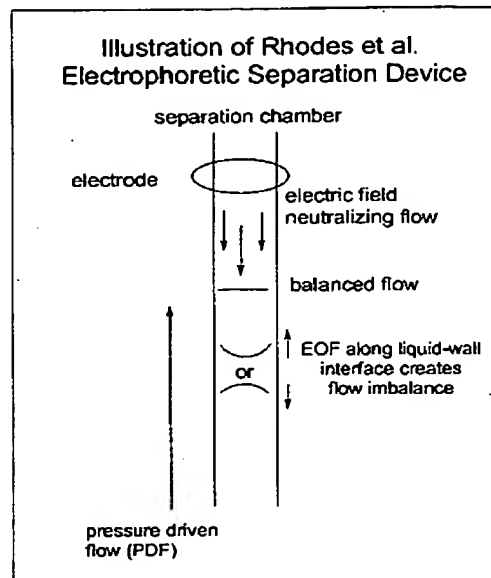 Illustration of Rhodes et al.
Electrophoretic Separation Device
separation chamber
electrode
electric field
neutralizing flow
balanced flow
EOF along liquid-wall
interface creates
flow imbalance
or
pressure driven
flow (PDF)